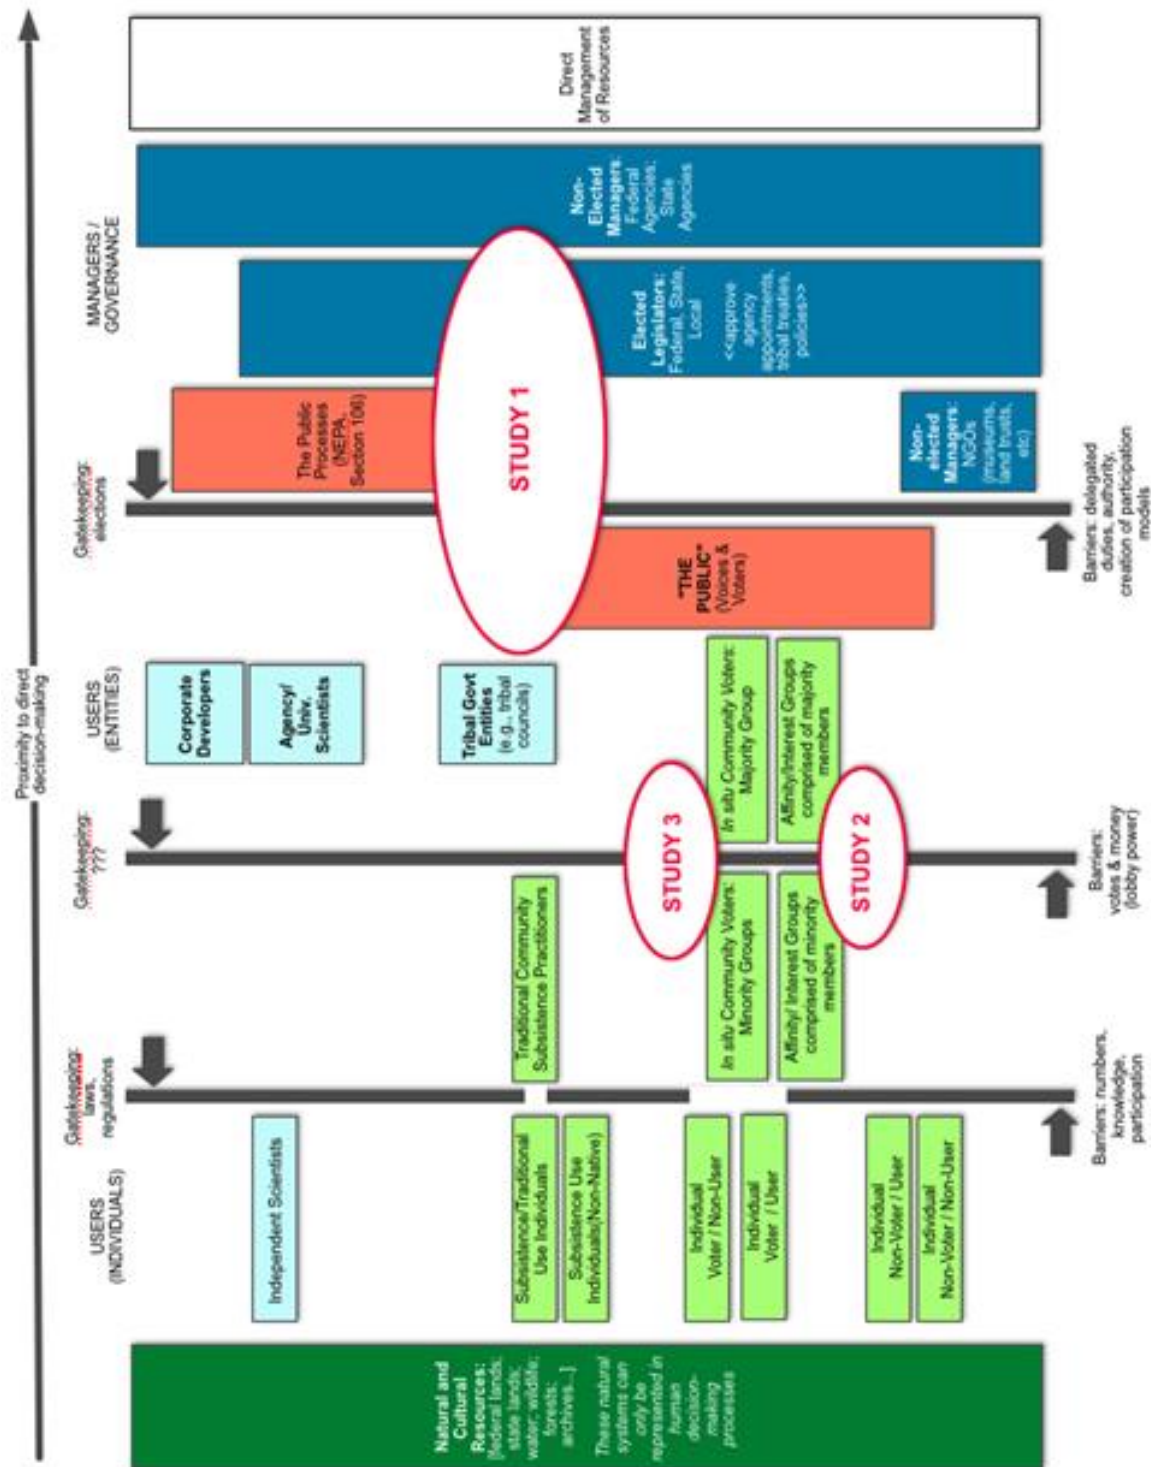 Proximity to direct
decision-making
USERS
(INDIVIDUALS)
Gatekeeping:
laws,
regulations
Gatekeeping:
???
USERS
(ENTITIES)
Gatekeeping:
elections
MANAGERS /
GOVERNANCE
Natural and
Cultural
Resources:
[federal lands;
state lands;
water; wildlife;
forests;
archives...]
These natural
systems can
only be
represented in
human
decision-
making
processes
Independent Scientists
Subsistence/Traditional
Use Individuals
Subsistence Use
Individuals(Non-Native)
Individual
Voter / Non-User
Individual
Voter / User
Individual
Non-Voter / User
Individual
Non-Voter / Non-User
Barriers: numbers,
knowledge,
participation
Traditional Community
Subsistence Practitioners
In situ Community Voters:
Minority Groups
Affinity/ Interest Groups
comprised of minority
members
STUDY 3
STUDY 2
Barriers:
votes & money
(lobby power)
Corporate
Developers
Agency/
Univ.
Scientists
Tribal Govt
Entities
(e.g., tribal
councils)
In situ Community Voters:
Majority Group
Affinity/Interest Groups
comprised of majority
members
"THE
PUBLIC"
(Voices &
Voters)
STUDY 1
Barriers: delegated
duties, authority,
creation of participation
models
The Public
Processes
(NEPA,
Section 106)
Non-
elected
Managers:
NGOs
(museums,
land trusts,
etc)
Elected
Legislators:
Federal, State,
Local
<<approve
agency
appointments,
tribal treaties,
policies>>
Non-
Elected
Managers:
Federal
Agencies;
State
Agencies
Direct
Management
of Resources